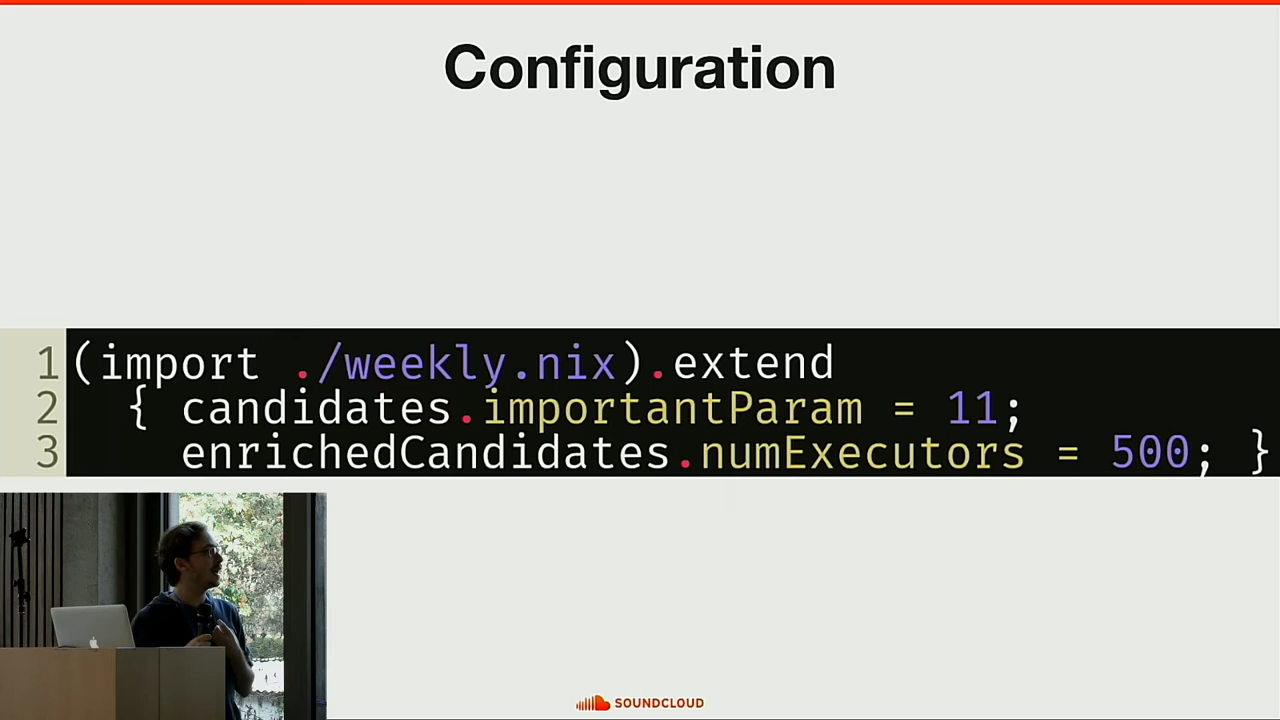 Configuration
1 (import ./weekly.nix).extend
2 { candidates.importantParam = 11;
3 enrichedCandidates.numExecutors = 500; }
SOUNDCLOUD